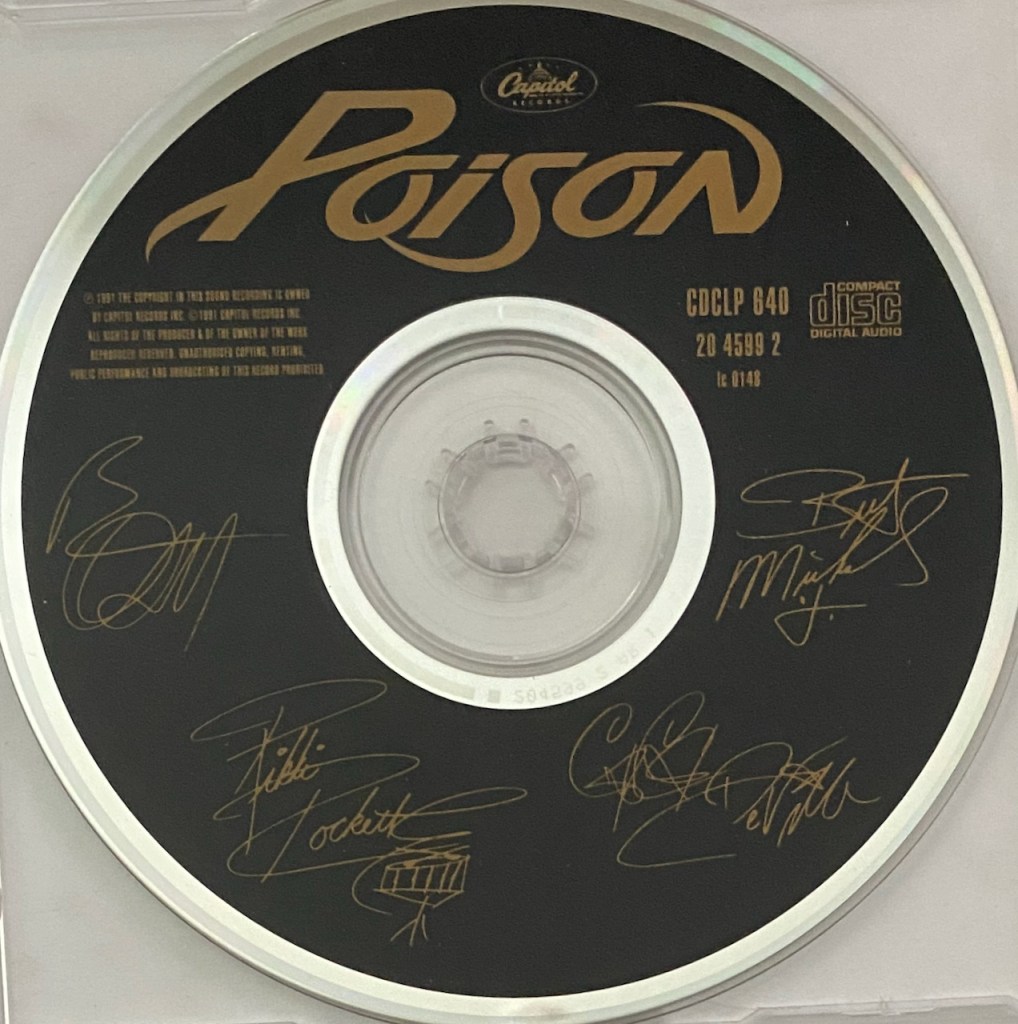 Capitol
RECORDS
POISON
℗ 1991 THE COPYRIGHT IN THIS SOUND RECORDING IS OWNED
BY CAPITOL RECORDS INC. ©1991 CAPITOL RECORDS INC.
ALL RIGHTS OF THE PRODUCER & OF THE OWNER OF THE WORK
REPRODUCED RESERVED. UNAUTHORISED COPYING, RENTING,
PUBLIC PERFORMANCE AND BROADCASTING OF THIS RECORD PROHIBITED.
CDCLP 640
20 4599 2
lc 0148
COMPACT
disc
DIGITAL AUDIO
Bret
Michaels
Rikki
Rockett
C.C. DeVille